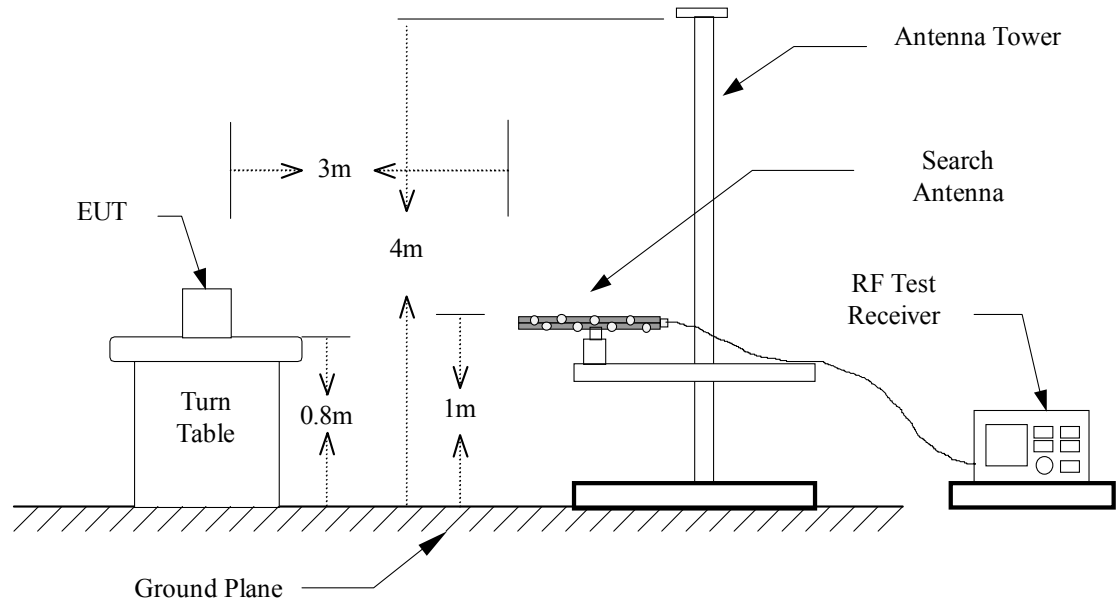 Antenna Tower
3m
Search
Antenna
EUT
4m
RF Test
Receiver
Turn
Table
0.8m
1m
Ground Plane